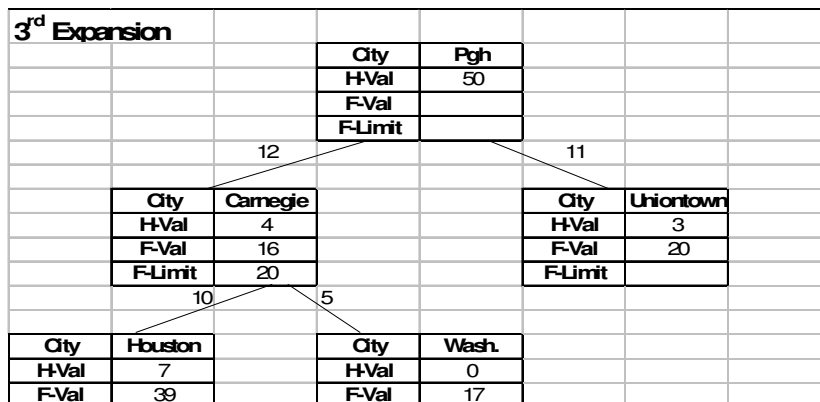 3rd Expansion
City Pgh
H-Val 50
F-Val
F-Limit
12 11
City Carnegie City Uniontown
H-Val 4 H-Val 3
F-Val 16 F-Val 20
F-Limit 20 F-Limit
10 5
City Houston City Wash.
H-Val 7 H-Val 0
F-Val 39 F-Val 17